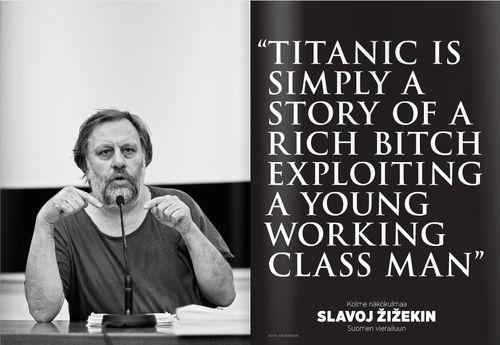 “TITANIC IS
SIMPLY A
STORY OF A
RICH BITCH
EXPLOITING
A YOUNG
WORKING
CLASS MAN”
Kolme näkökulmaa
SLAVOJ ŽIŽEKIN
Suomen vierailuun